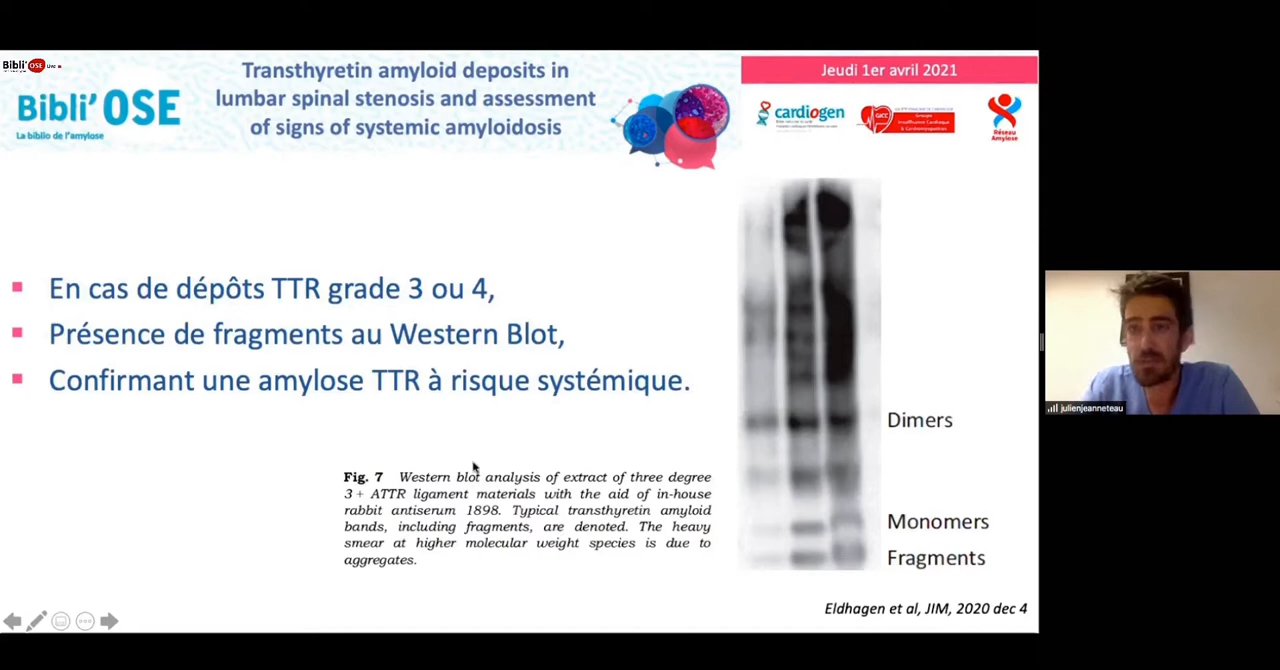 Bibli'OSE Live
Bibli'OSE
La biblio de l'amylose
Transthyretin amyloid deposits in
lumbar spinal stenosis and assessment
of signs of systemic amyloidosis
Jeudi 1er avril 2021
cardiogen
GICC
Réseau
Amylose
En cas de dépôts TTR grade 3 ou 4,
Présence de fragments au Western Blot,
Confirmant une amylose TTR à risque systémique.
Fig. 7 Western blot analysis of extract of three degree
3+ ATTR ligament materials with the aid of in-house
rabbit antiserum 1898. Typical transthyretin amyloid
bands, including fragments, are denoted. The heavy
smear at higher molecular weight species is due to
aggregates.
Dimers
Monomers
Fragments
Eldhagen et al, JIM, 2020 dec 4
julienjeanneteau